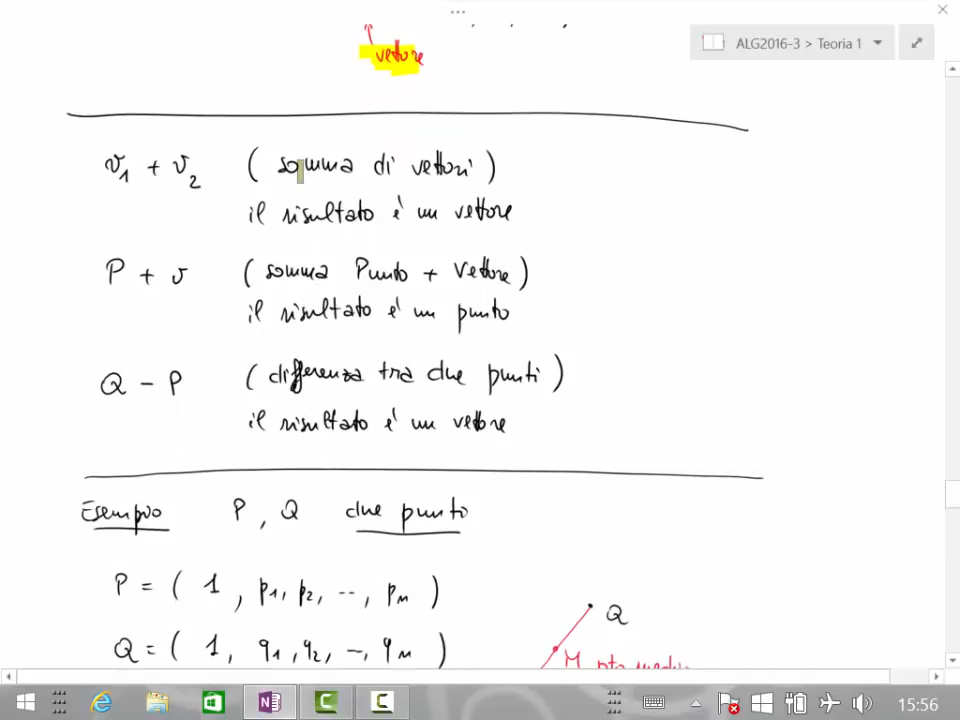 ALG2016-3 > Teoria 1
vettore
v1 + v2 ( somma di vettori )
il risultato è un vettore
P + v ( somma Punto + Vettore )
il risultato è un punto
Q - P ( differenza tra due punti )
il risultato è un vettore
Esempio P , Q due punto
P = ( 1 , p1, p2, --, pn )
Q = ( 1, q1, q2, -, qn )
Q
M
15:56